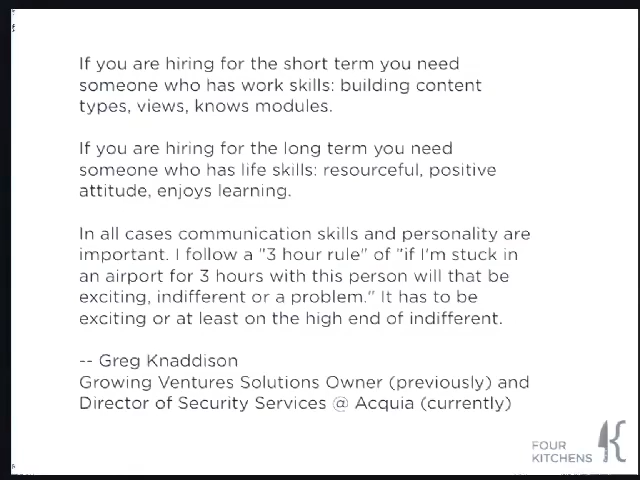 If you are hiring for the short term you need
someone who has work skills: building content
types, views, knows modules.
If you are hiring for the long term you need
someone who has life skills: resourceful, positive
attitude, enjoys learning.
In all cases communication skills and personality are
important. I follow a "3 hour rule" of "if I'm stuck in
an airport for 3 hours with this person will that be
exciting, indifferent or a problem." It has to be
exciting or at least on the high end of indifferent.
-- Greg Knaddison
Growing Ventures Solutions Owner (previously) and
Director of Security Services @ Acquia (currently)
FOUR
KITCHENS